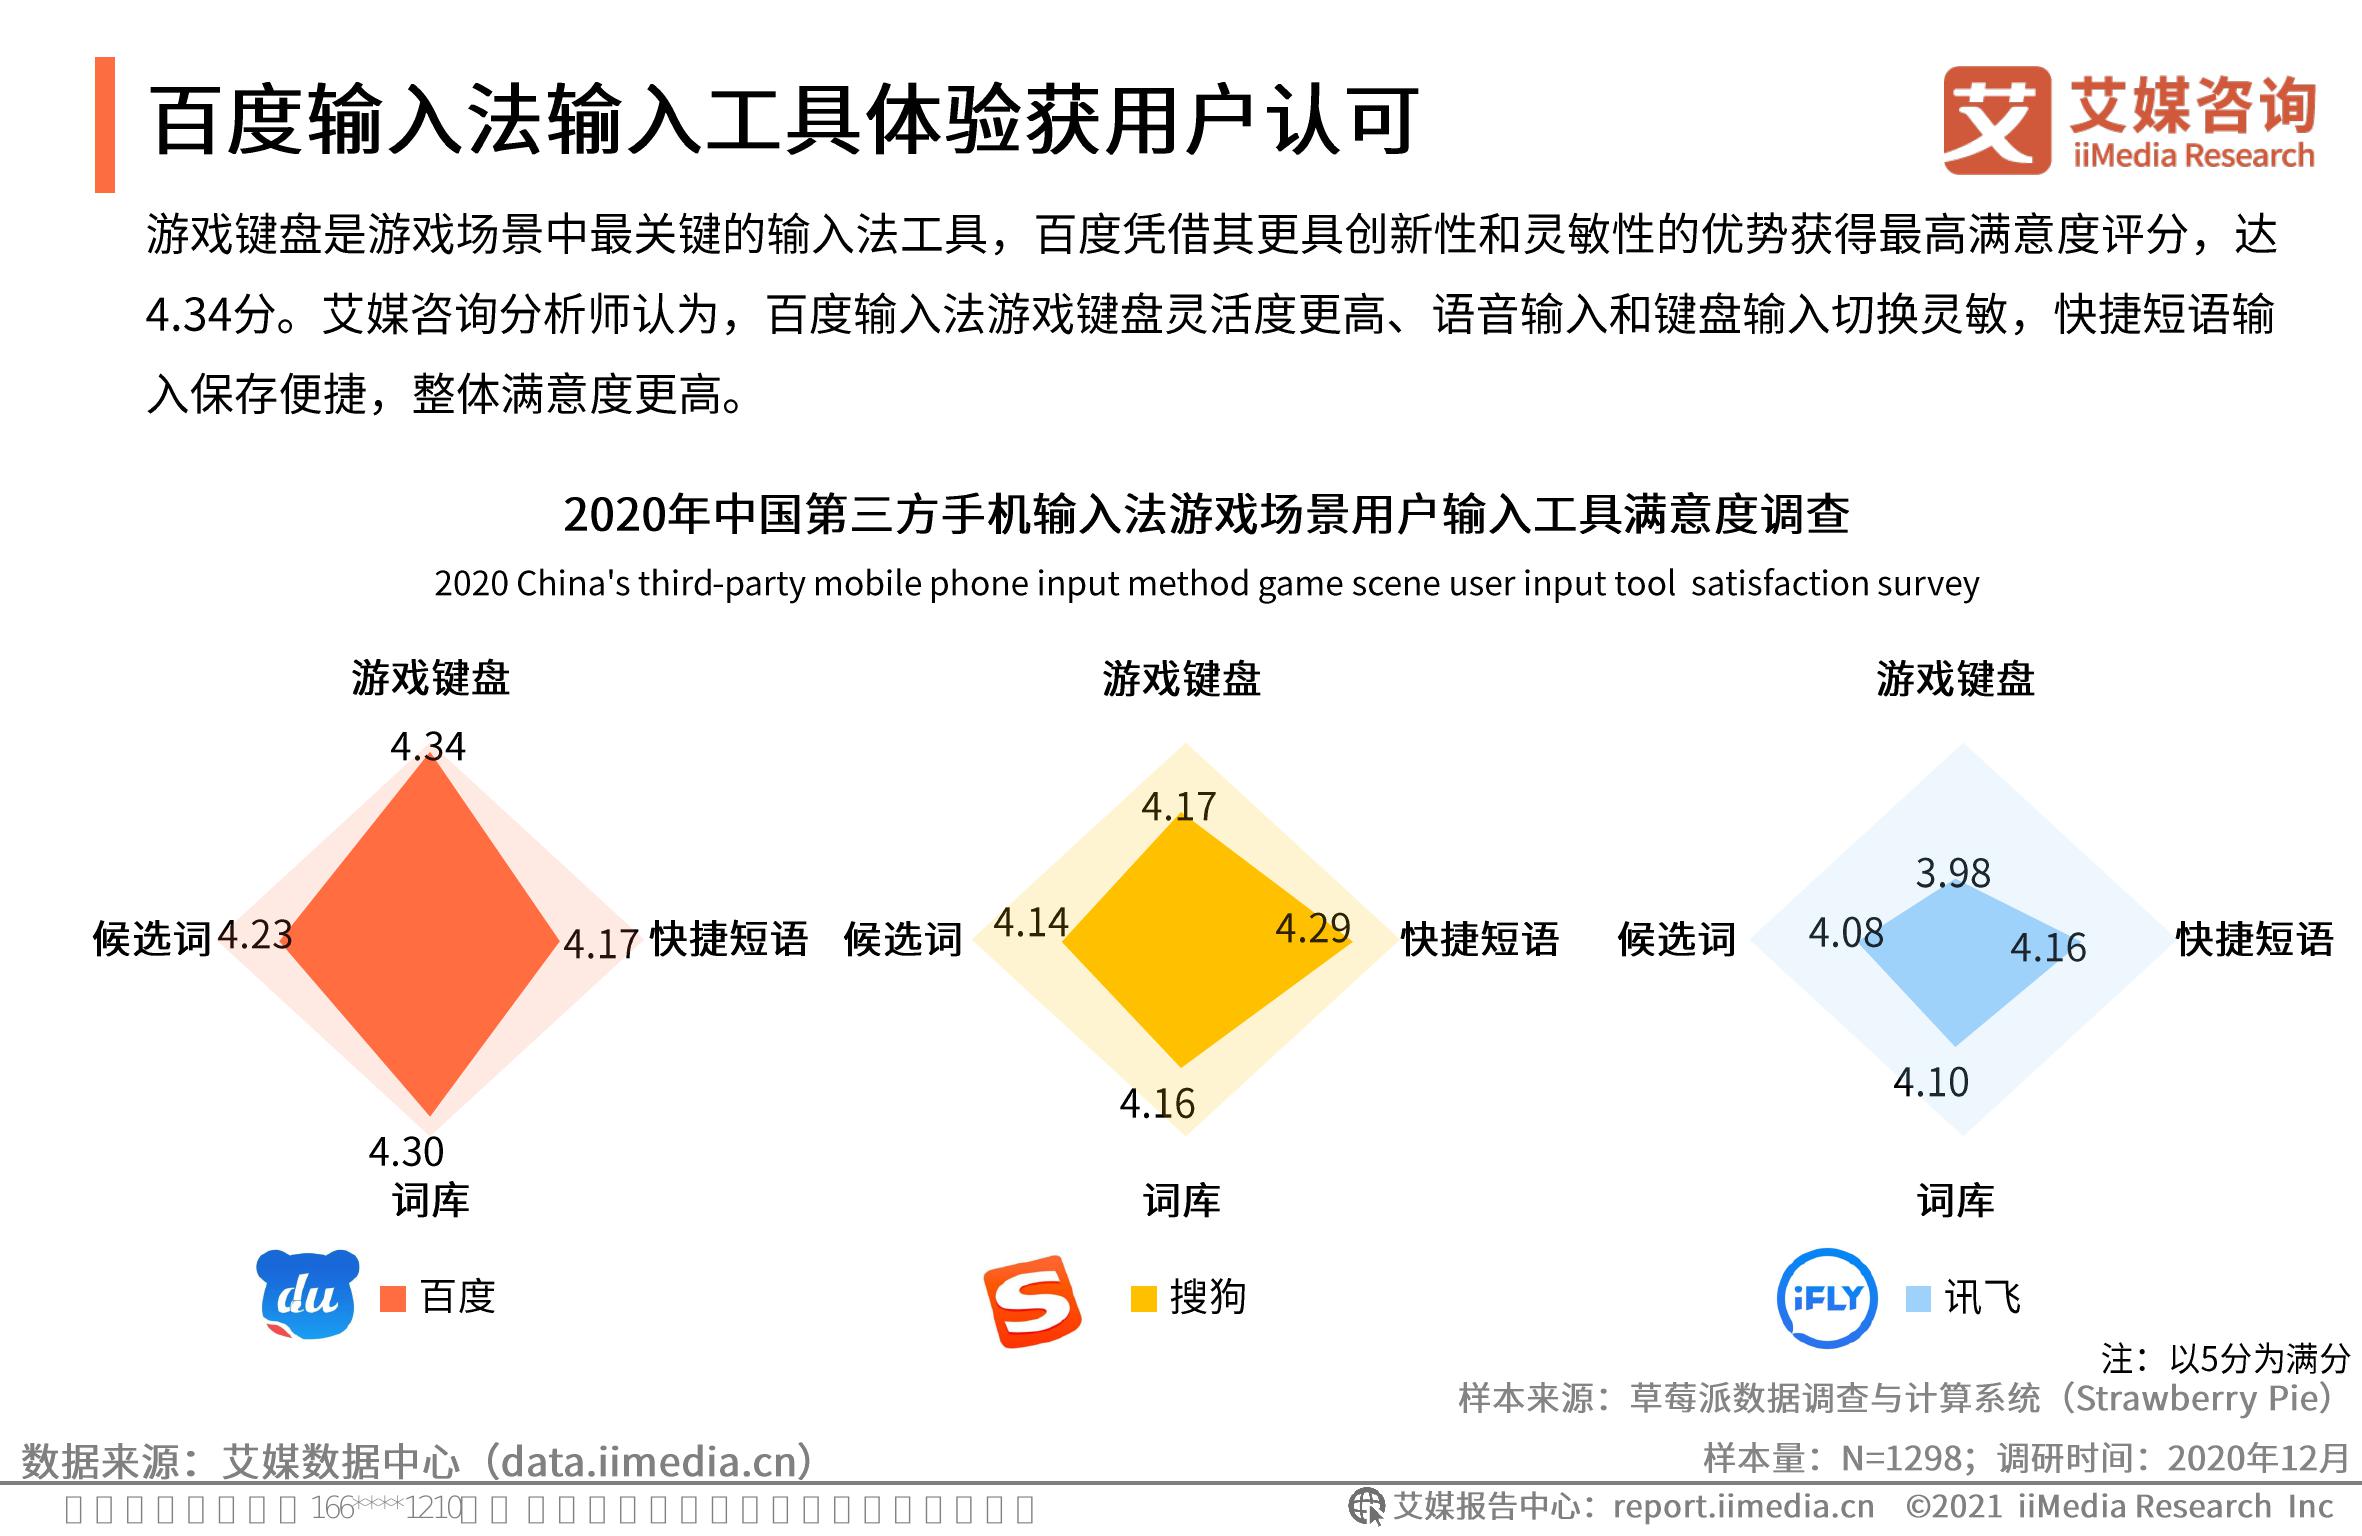 百度输入法输入工具体验获用户认可
艾
艾媒咨询
iiMedia Research
游戏键盘是游戏场景中最关键的输入法工具，百度凭借其更具创新性和灵敏性的优势获得最高满意度评分，达
4.34分。艾媒咨询分析师认为，百度输入法游戏键盘灵活度更高、语音输入和键盘输入切换灵敏，快捷短语输
入保存便捷，整体满意度更高。
2020年中国第三方手机输入法游戏场景用户输入工具满意度调查
2020 China's third-party mobile phone input method game scene user input tool satisfaction survey
游戏键盘
4.34
候选词
4.23
4.17
快捷短语
4.30
词库
du
百度
游戏键盘
4.17
候选词
4.14
4.29
快捷短语
4.16
词库
S
搜狗
游戏键盘
3.98
候选词
4.08
4.16
快捷短语
4.10
词库
iFLY
讯飞
注：以5分为满分
样本来源：草莓派数据调查与计算系统（Strawberry Pie）
数据来源：艾媒数据中心（data.iimedia.cn）
样本量：N=1298；调研时间：2020年12月
166****1210
艾媒报告中心：report.iimedia.cn ©2021 iiMedia Research Inc